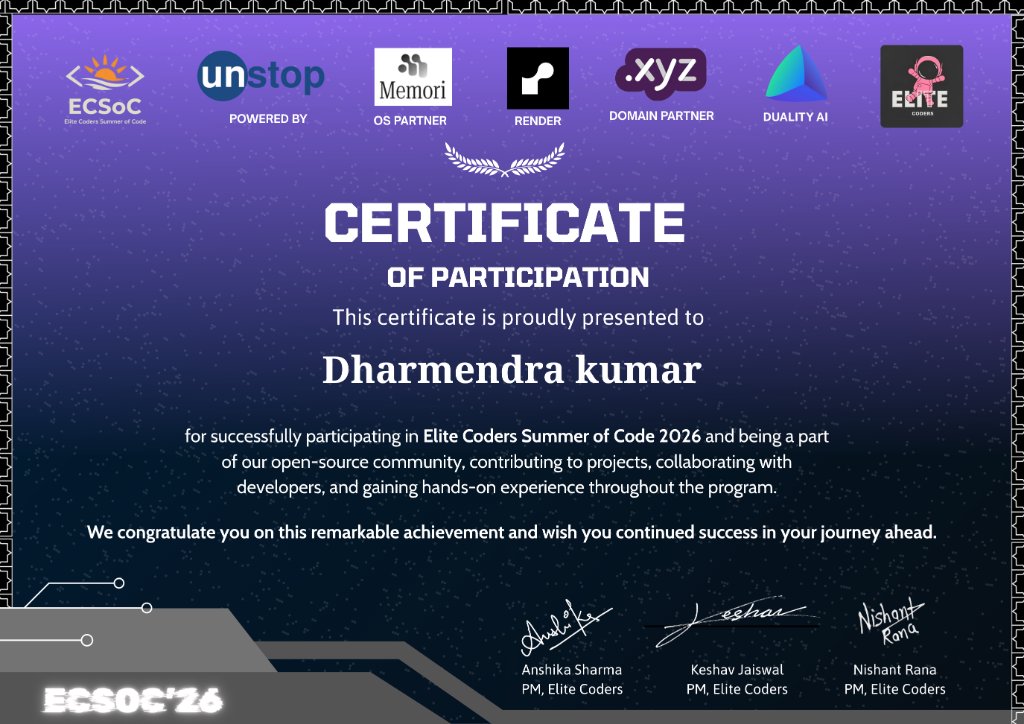 ECSoC
Elite Coders Summer of Code
unstop
POWERED BY
Memori
OS PARTNER
RENDER
.xyz
DOMAIN PARTNER
DUALITY AI
ELITE
CODERS
CERTIFICATE
OF PARTICIPATION
This certificate is proudly presented to
Dharmendra kumar
for successfully participating in Elite Coders Summer of Code 2026 and being a part
of our open-source community, contributing to projects, collaborating with
developers, and gaining hands-on experience throughout the program.
We congratulate you on this remarkable achievement and wish you continued success in your journey ahead.
Anshika
Keshav
Nishant
Rana
Anshika Sharma
PM, Elite Coders
Keshav Jaiswal
PM, Elite Coders
Nishant Rana
PM, Elite Coders
ECSOC'26